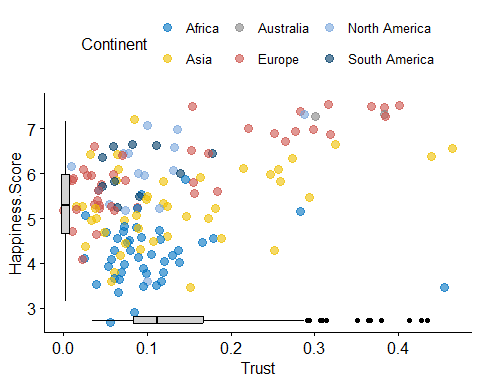 Continent
Africa
Australia
North America
Asia
Europe
South America
Happiness.Score
7
6
5
4
3
0.0
0.1
0.2
0.3
0.4
Trust